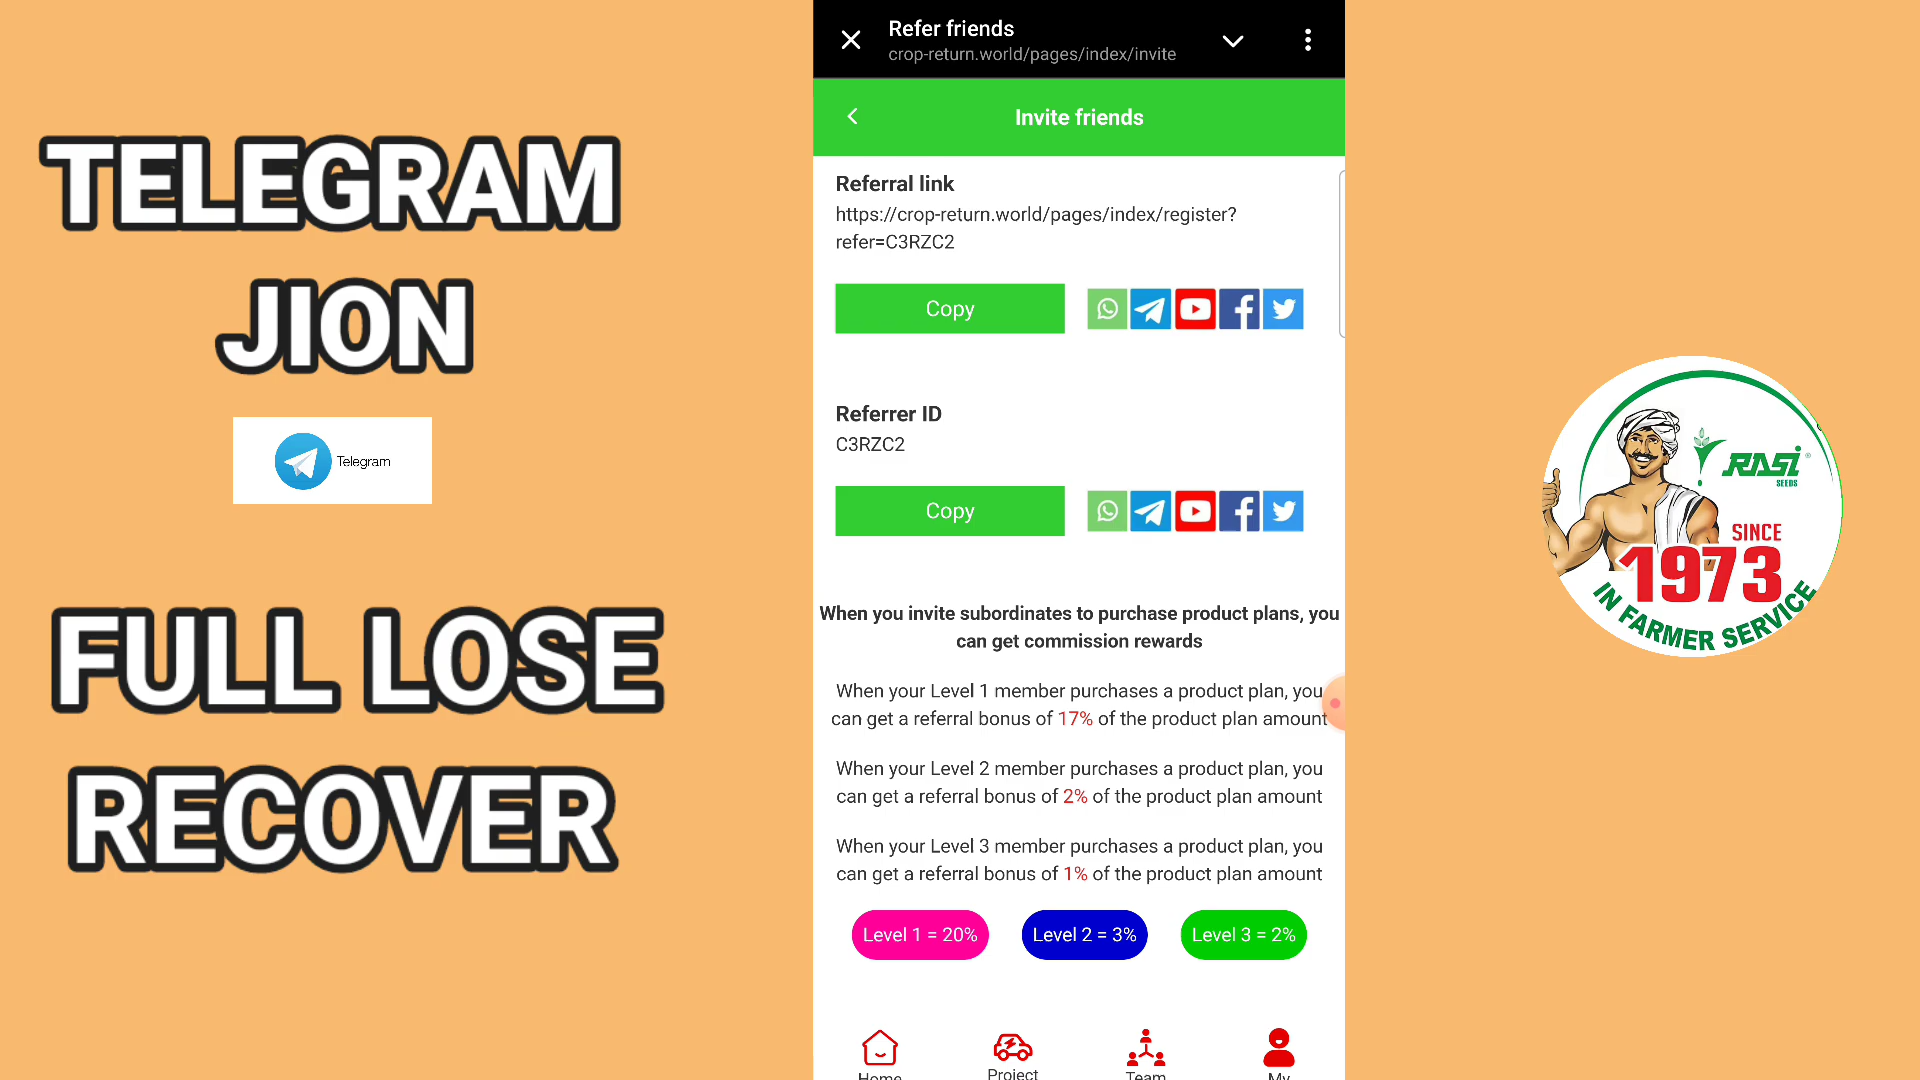 TELEGRAM
JION
Telegram
FULL LOSE
RECOVER
Refer friends
crop-return.world/pages/index/invite
Invite friends
Referral link
https://crop-return.world/pages/index/register?
refer=C3RZC2
Copy
Referrer ID
C3RZC2
Copy
When you invite subordinates to purchase product plans, you
can get commission rewards
When your Level 1 member purchases a product plan, you
can get a referral bonus of 17% of the product plan amount
When your Level 2 member purchases a product plan, you
can get a referral bonus of 2% of the product plan amount
When your Level 3 member purchases a product plan, you
can get a referral bonus of 1% of the product plan amount
Level 1 = 20%
Level 2 = 3%
Level 3 = 2%
Home
Project
Team
My
RASI
SEEDS
SINCE
1973
IN FARMER SERVICE